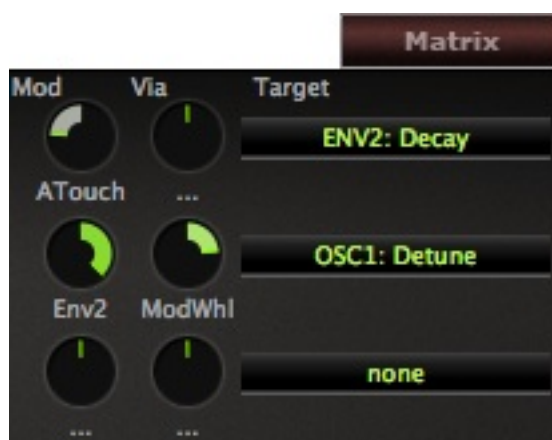 Matrix
Mod Via Target
ENV2: Decay
ATouch ...
OSC1: Detune
Env2 ModWhl
none
... ...